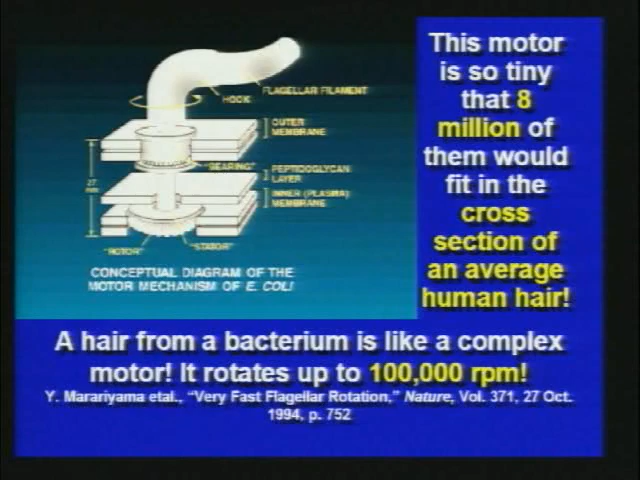 This motor
is so tiny
that 8
million of
them would
fit in the
cross
section of
an average
human hair!
FLAGELLAR FILAMENT
HOOK
OUTER
MEMBRANE
"BEARING"
PEPTIDOGLYCAN
LAYER
27
nm
INNER (PLASMA)
MEMBRANE
"ROTOR"
"STATOR"
CONCEPTUAL DIAGRAM OF THE
MOTOR MECHANISM OF E. COLI
A hair from a bacterium is like a complex
motor! It rotates up to 100,000 rpm!
Y. Marariyama etal., “Very Fast Flagellar Rotation,” Nature, Vol. 371, 27 Oct.
1994, p. 752